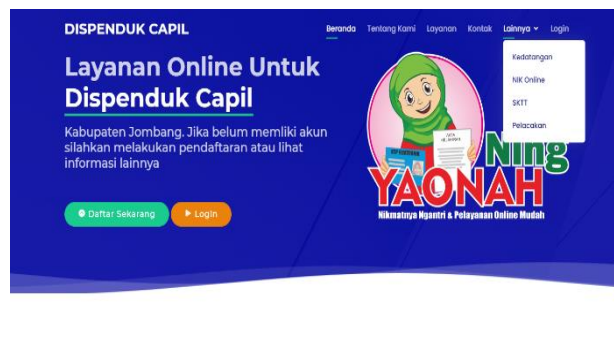 DISPENDUK CAPIL
Beranda Tentang Kami Layanan Kontak Lainnya Login
Kedatangan
NIK Online
SKTT
Pelacakan
Layanan Online Untuk
Dispenduk Capil
Kabupaten Jombang. Jika belum memliki akun
silahkan melakukan pendaftaran atau lihat
informasi lainnya
Daftar Sekarang Login
Ning
YAONAH
Nikmatnya Ngantri & Pelayanan Online Mudah